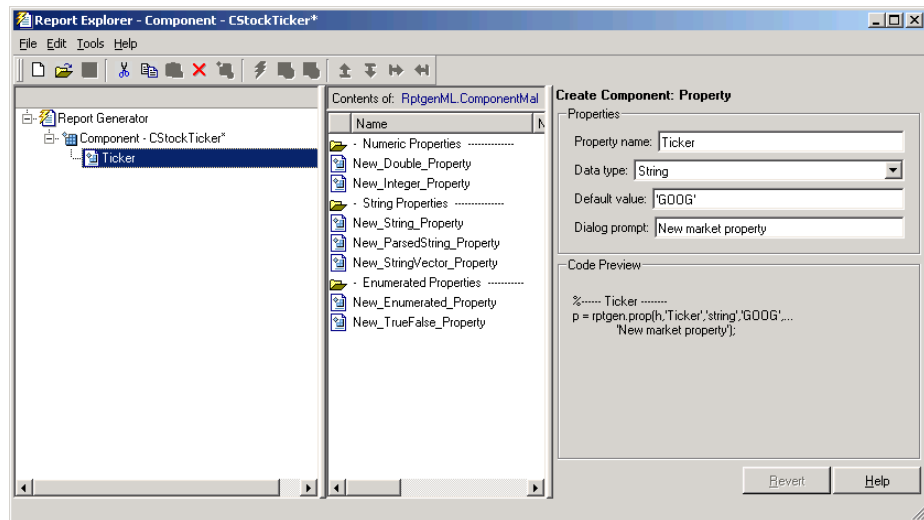 Report Explorer - Component - CStockTicker*
File Edit Tools Help
Report Generator
Component - CStockTicker*
Ticker
Contents of: RptgenML.ComponentMal
Name N
- Numeric Properties -------------
New_Double_Property
New_Integer_Property
- String Properties --------------
New_String_Property
New_ParsedString_Property
New_StringVector_Property
- Enumerated Properties ----------
New_Enumerated_Property
New_TrueFalse_Property
Create Component: Property
Properties
Property name: Ticker
Data type: String
Default value: 'GOOG'
Dialog prompt: New market property
Code Preview
%------ Ticker --------
p = rptgen.prop(h,'Ticker','string','GOOG',...
'New market property');
Revert Help